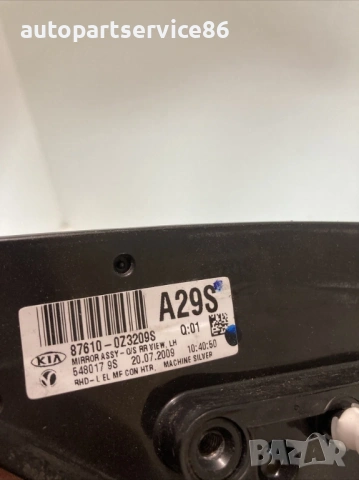 autopartservice86
A29S
87610-0Z3209S Q:01
KIA MIRROR ASSY-O/S RR VIEW, LH
548017 9S 20.07.2009 10:40:50
RHD-L EL MF CON HTR. MACHINE SILVER
BAZAR